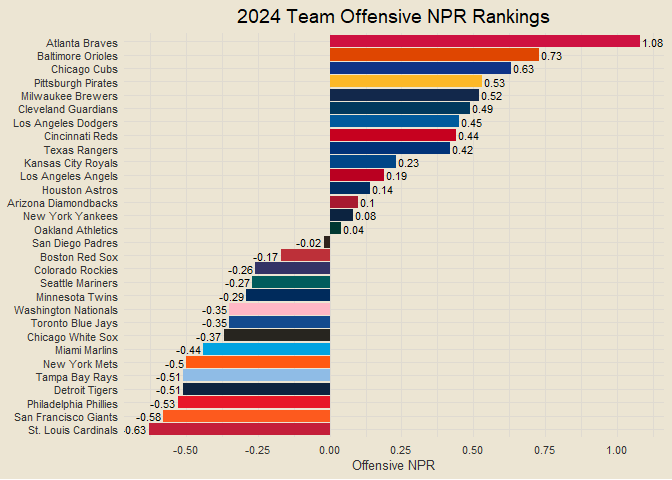 2024 Team Offensive NPR Rankings
Atlanta Braves 1.08
Baltimore Orioles 0.73
Chicago Cubs 0.63
Pittsburgh Pirates 0.53
Milwaukee Brewers 0.52
Cleveland Guardians 0.49
Los Angeles Dodgers 0.45
Cincinnati Reds 0.44
Texas Rangers 0.42
Kansas City Royals 0.23
Los Angeles Angels 0.19
Houston Astros 0.14
Arizona Diamondbacks 0.1
New York Yankees 0.08
Oakland Athletics 0.04
San Diego Padres -0.02
Boston Red Sox -0.17
Colorado Rockies -0.26
Seattle Mariners -0.27
Minnesota Twins -0.29
Washington Nationals -0.35
Toronto Blue Jays -0.35
Chicago White Sox -0.37
Miami Marlins -0.44
New York Mets -0.5
Tampa Bay Rays -0.51
Detroit Tigers -0.51
Philadelphia Phillies -0.53
San Francisco Giants -0.58
St. Louis Cardinals -0.63
-0.50 -0.25 0.00 0.25 0.50 0.75 1.00
Offensive NPR